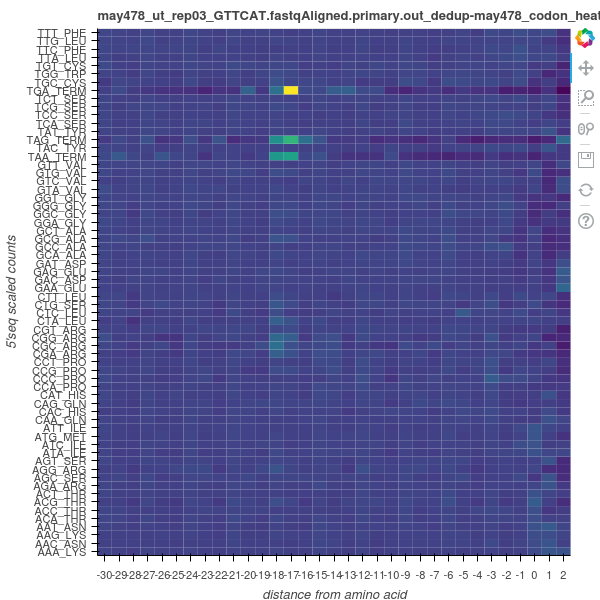 may478_ut_rep03_GTTCAT.fastqAligned.primary.out_dedup-may478_codon_heat
TTT_PHE
TTG_LEU
TTC_PHE
TTA_LEU
TGT_CYS
TGG_TRP
TGC_CYS
TGA_TERM
TCT_SER
TCG_SER
TCC_SER
TCA_SER
TAT_TYR
TAG_TERM
TAC_TYR
TAA_TERM
GTT_VAL
GTG_VAL
GTC_VAL
GTA_VAL
GGT_GLY
GGG_GLY
GGC_GLY
GGA_GLY
GCT_ALA
GCG_ALA
GCC_ALA
GCA_ALA
GAT_ASP
GAG_GLU
GAC_ASP
GAA_GLU
CTT_LEU
CTG_SER
CTC_LEU
CTA_LEU
CGT_ARG
CGG_ARG
CGC_ARG
CGA_ARG
CCT_PRO
CCG_PRO
CCC_PRO
CCA_PRO
CAT_HIS
CAG_GLN
CAC_HIS
CAA_GLN
ATT_ILE
ATG_MET
ATC_ILE
ATA_ILE
AGT_SER
AGG_ARG
AGC_SER
AGA_ARG
ACT_THR
ACG_THR
ACC_THR
ACA_THR
AAT_ASN
AAG_LYS
AAC_ASN
AAA_LYS
5'seq scaled counts
-30 -29 -28 -27 -26 -25 -24 -23 -22 -21 -20 -19 -18 -17 -16 -15 -14 -13 -12 -11 -10 -9 -8 -7 -6 -5 -4 -3 -2 -1 0 1 2
distance from amino acid